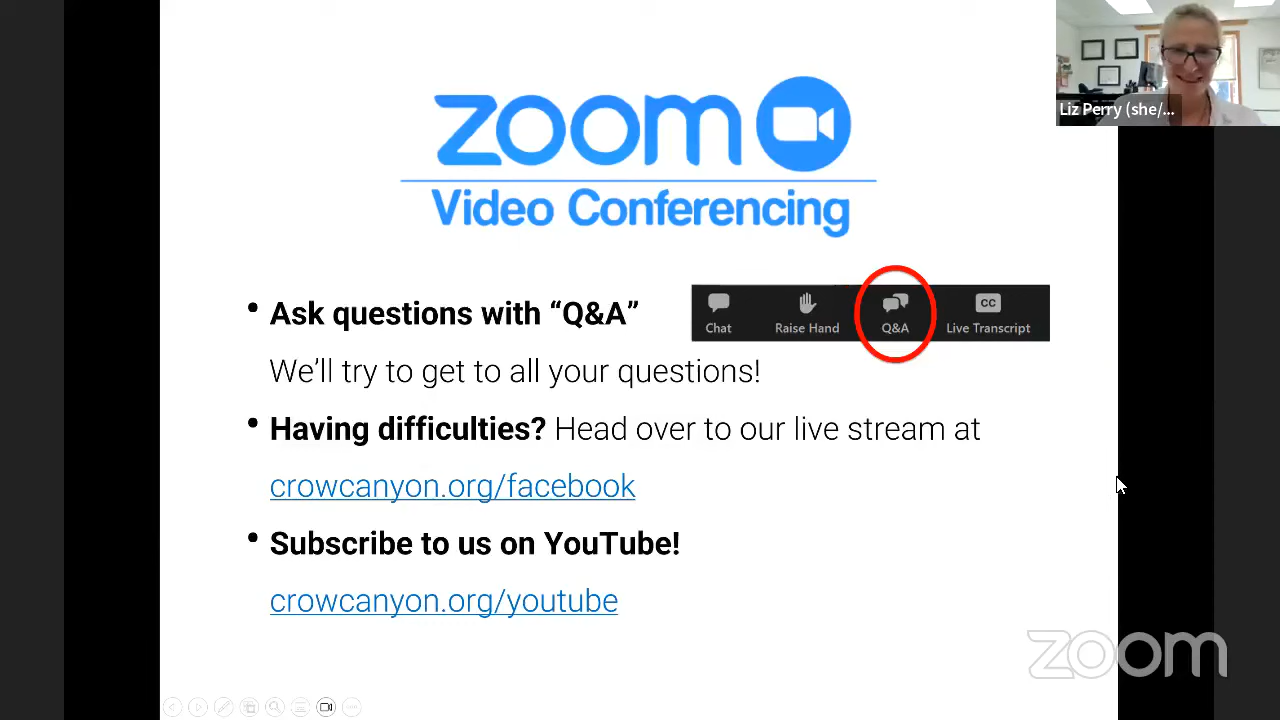 zoom
Video Conferencing
Liz Perry (she/...
• Ask questions with “Q&A”
We’ll try to get to all your questions!
Chat
Raise Hand
Q&A
CC
Live Transcript
• Having difficulties? Head over to our live stream at
crowcanyon.org/facebook
• Subscribe to us on YouTube!
crowcanyon.org/youtube
zoom